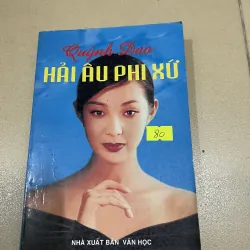 Quỳnh Dao
HẢI ÂU PHI XỨ
80
NHÀ XUẤT BẢN VĂN HỌC